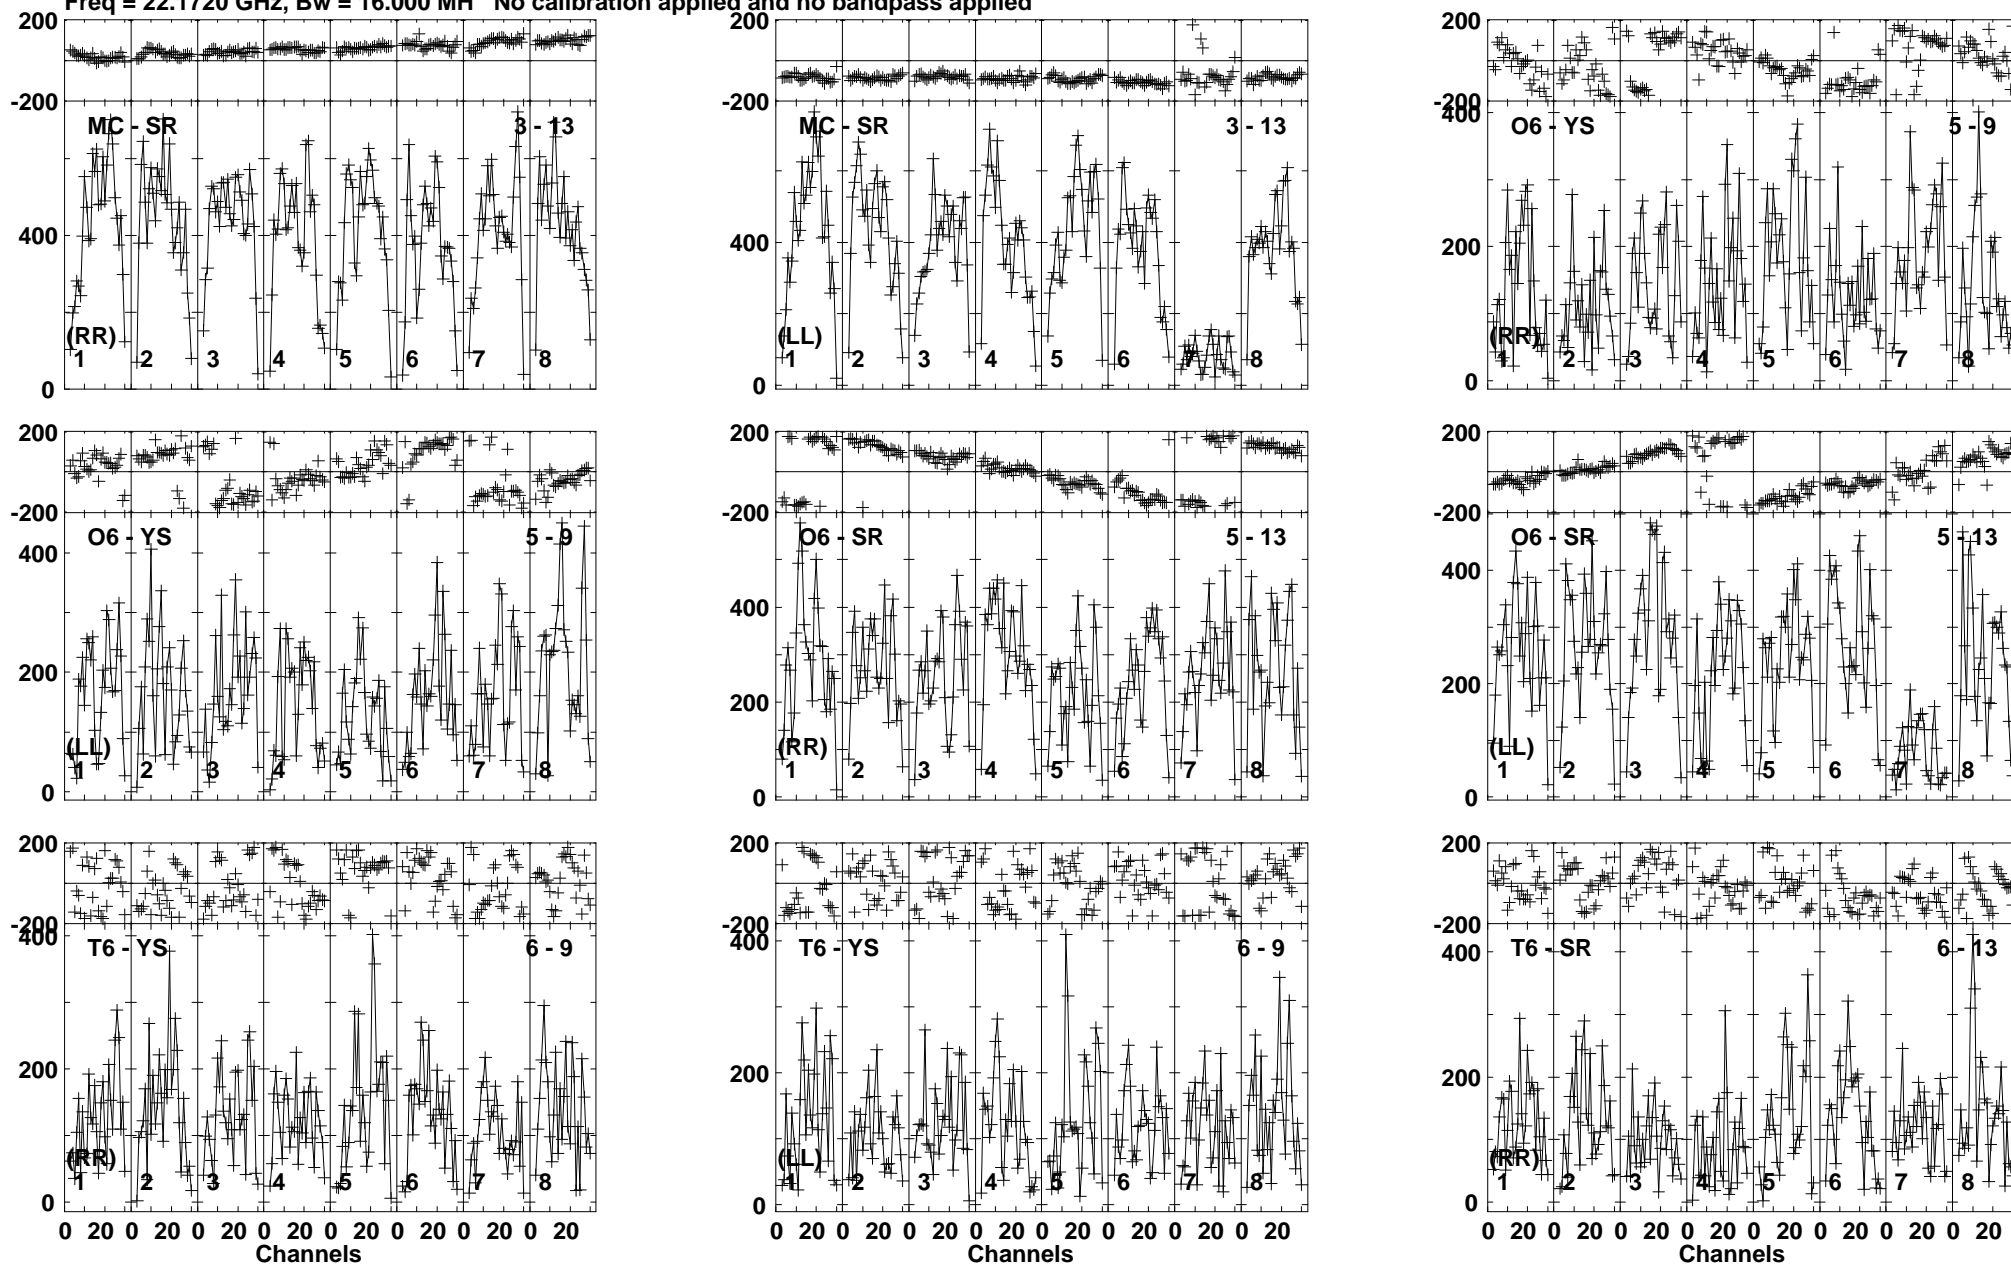 Freq = 22.1720 GHz, Bw = 16.000 MH No calibration applied and no bandpass applied
200 200 200
-200 -200 -200
MC - SR 3 - 13 MC - SR 3 - 13 O6 - YS 5 - 9
400 400 400
200
(RR) (LL) (RR)
1 2 3 4 5 6 7 8 1 2 3 4 5 6 7 8 1 2 3 4 5 6 7 8
0 0 0
200 200 200
-200 -200 -200
O6 - YS 5 - 9 O6 - SR 5 - 13 O6 - SR 5 - 13
400 400 400
200 200 200
(LL) (RR) (LL)
1 2 3 4 5 6 7 8 1 2 3 4 5 6 7 8 1 2 3 4 5 6 7 8
0 0 0
200 200 200
-200 -200 -200
T6 - YS 6 - 9 T6 - YS 6 - 9 T6 - SR 6 - 13
400 400 400
200 200 200
(RR) (LL) (RR)
1 2 3 4 5 6 7 8 1 2 3 4 5 6 7 8 1 2 3 4 5 6 7 8
0 0 0
0 20 0 20 0 20 0 20 0 20 0 20 0 20 0 20 0 20 0 20 0 20 0 20 0 20 0 20 0 20 0 20 0 20 0 20 0 20 0 20 0 20 0 20 0 20 0 20
Channels Channels Channels